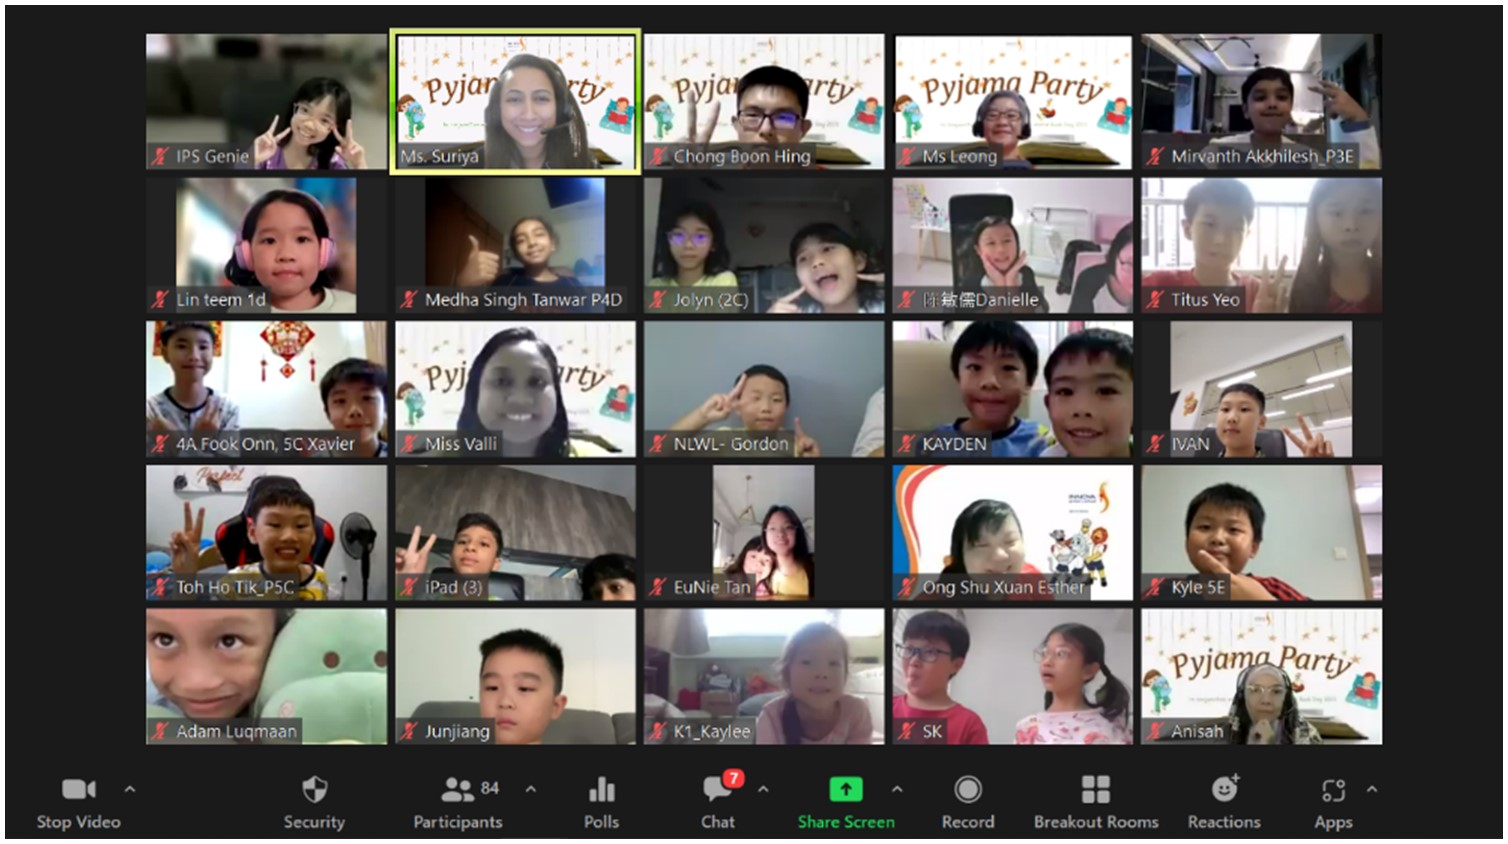 IPS Genie
Pyjama Party
Ms. Suriya
Pyjama Party
Chong Boon Hing
Pyjama Party
Ms Leong
Mirvanth Akkhilesh_P3E
Lin teem 1d
Medha Singh Tanwar P4D
Jolyn (2C)
陈敏儒Danielle
Titus Yeo
4A Fook Onn, 5C Xavier
Pyjama Party
Miss Valli
NLWL- Gordon
KAYDEN
IVAN
Perfect
Toh Ho Tik_P5C
iPad (3)
EuNie Tan
INNOVA
Ong Shu Xuan Esther
Kyle 5E
Adam Luqmaan
Junjiang
K1_Kaylee
SK
Pyjama Party
Anisah
Stop Video
Security
84
Participants
Polls
7
Chat
Share Screen
Record
Breakout Rooms
Reactions
Apps